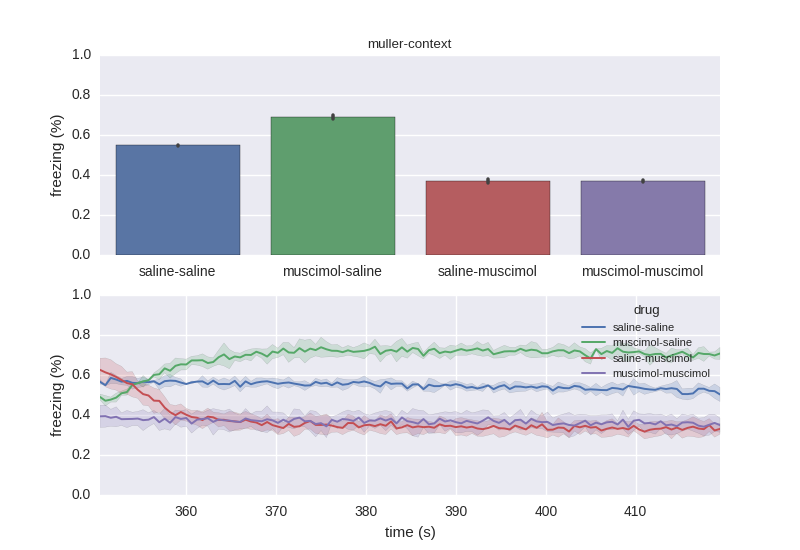 muller-context
1.0
0.8
0.6
0.4
0.2
0.0
freezing (%)
saline-saline muscimol-saline saline-muscimol muscimol-muscimol
1.0
0.8
0.6
0.4
0.2
0.0
freezing (%)
drug
saline-saline
muscimol-saline
saline-muscimol
muscimol-muscimol
360 370 380 390 400 410
time (s)